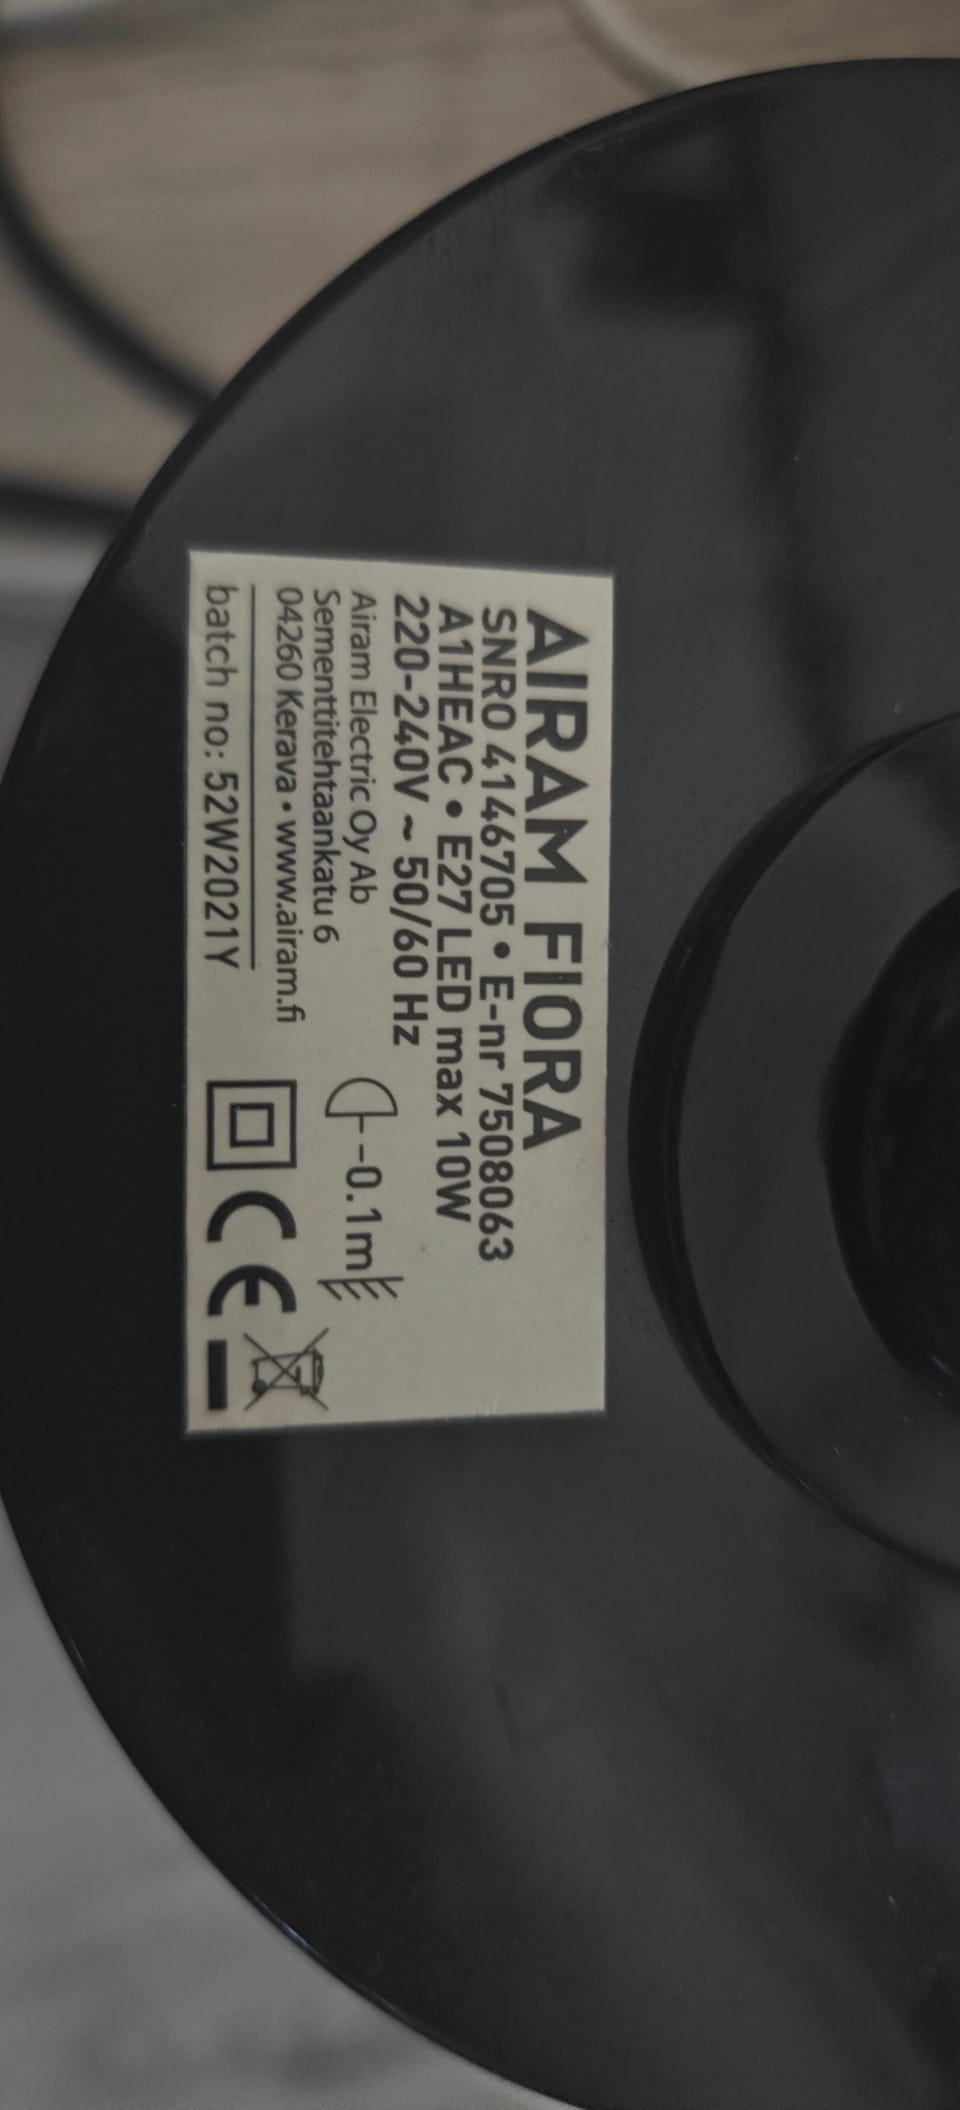 AIRAM FIORA
SNRO 4146705 • E-nr 7508063
A1HEAC • E27 LED max 10W
220-240V ~ 50/60 Hz
Airam Electric Oy Ab
Sementtitehtaankatu 6
04260 Kerava • www.airam.fi
batch no: 52W2021Y
0.1m
CE